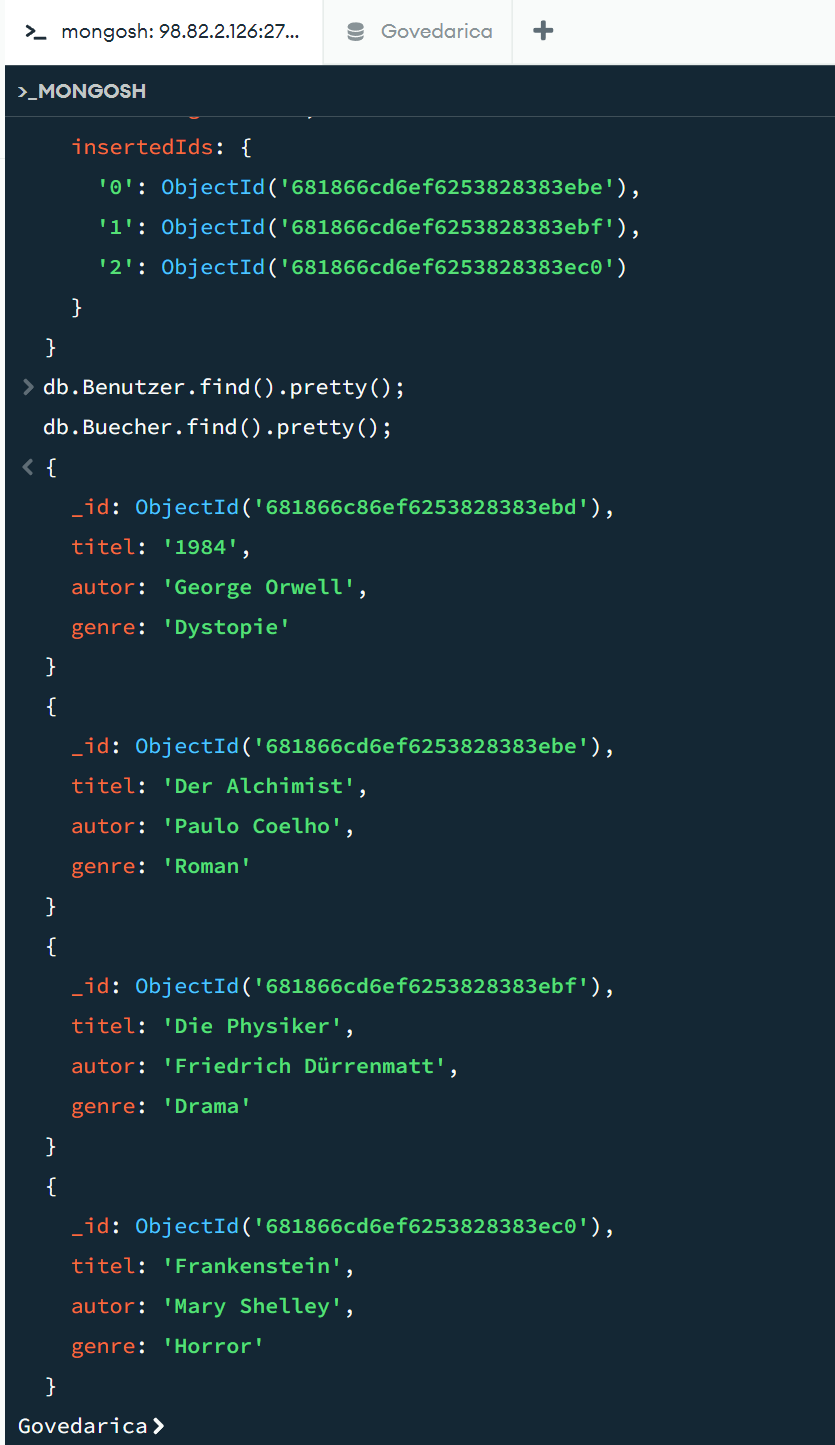 mongosh: 98.82.2.126:27...
Govedarica
>_MONGOSH
insertedIds: {
'0': ObjectId('681866cd6ef6253828383ebe'),
'1': ObjectId('681866cd6ef6253828383ebf'),
'2': ObjectId('681866cd6ef6253828383ec0')
}
}
> db.Benutzer.find().pretty();
db.Buecher.find().pretty();
< {
_id: ObjectId('681866c86ef6253828383ebd'),
titel: '1984',
autor: 'George Orwell',
genre: 'Dystopie'
}
{
_id: ObjectId('681866cd6ef6253828383ebe'),
titel: 'Der Alchimist',
autor: 'Paulo Coelho',
genre: 'Roman'
}
{
_id: ObjectId('681866cd6ef6253828383ebf'),
titel: 'Die Physiker',
autor: 'Friedrich Dürrenmatt',
genre: 'Drama'
}
{
_id: ObjectId('681866cd6ef6253828383ec0'),
titel: 'Frankenstein',
autor: 'Mary Shelley',
genre: 'Horror'
}
Govedarica>